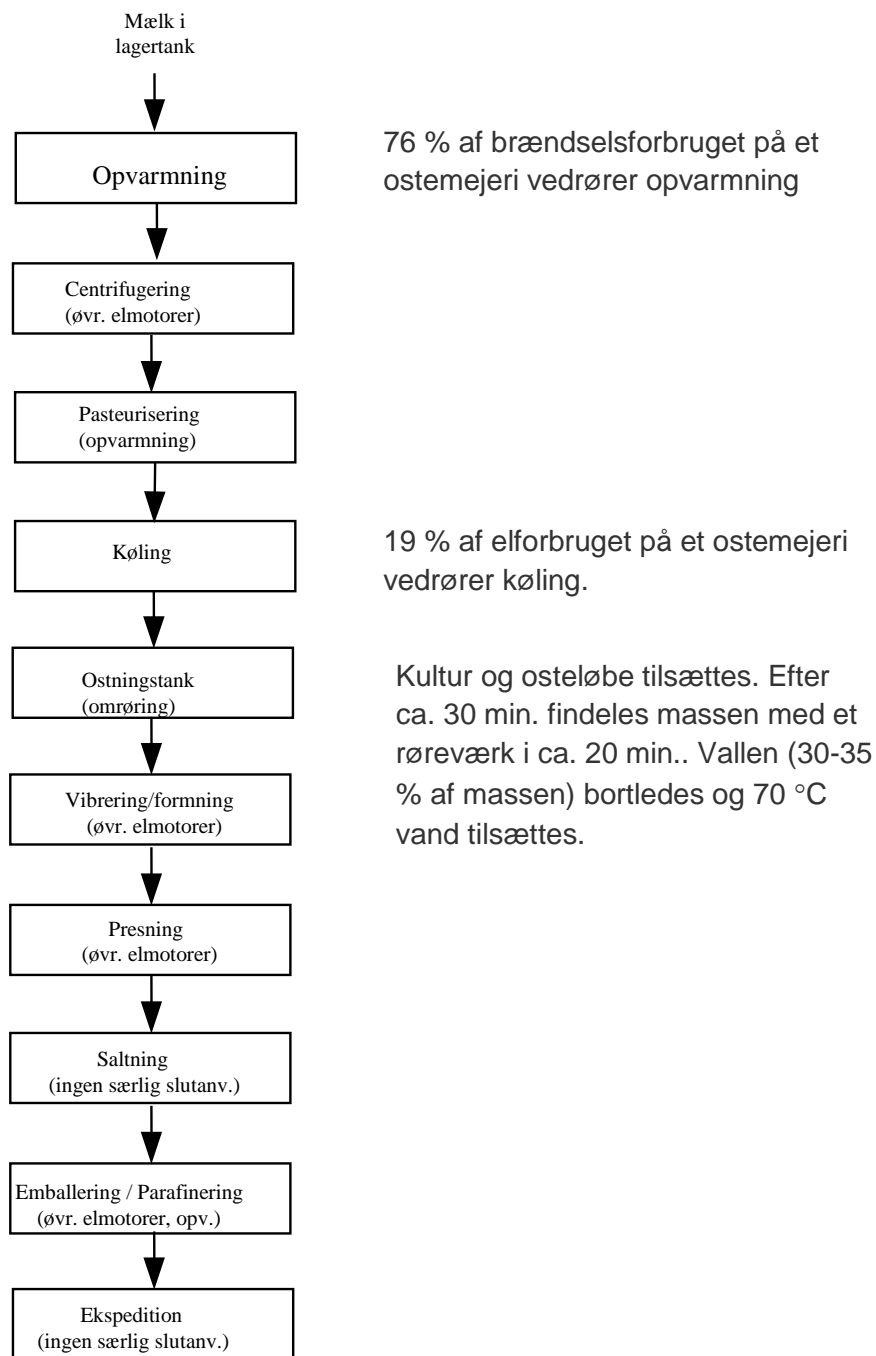 Mælk i
lagertank
Opvarmning
76 % af brændselsforbruget på et
ostemejeri vedrører opvarmning
Centrifugering
(øvr. elmotorer)
Pasteurisering
(opvarmning)
Køling
19 % af elforbruget på et ostemejeri
vedrører køling.
Ostningstank
(omrøring)
Kultur og osteløbe tilsættes. Efter
ca. 30 min. findeles massen med et
røreværk i ca. 20 min.. Vallen (30-35
% af massen) bortledes og 70 °C
vand tilsættes.
Vibrering/formning
(øvr. elmotorer)
Presning
(øvr. elmotorer)
Saltning
(ingen særlig slutanv.)
Emballering / Parafinering
(øvr. elmotorer, opv.)
Ekspedition
(ingen særlig slutanv.)